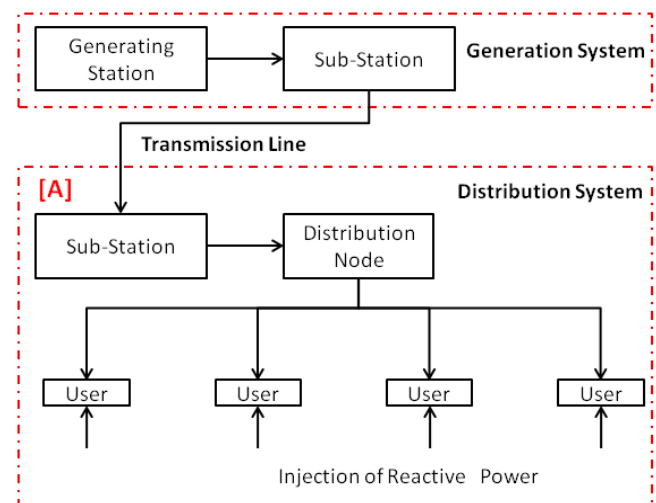 Generating
Station
Sub-Station
Generation System
Transmission Line
[A]
Distribution System
Sub-Station
Distribution
Node
User
User
User
User
Injection of Reactive Power